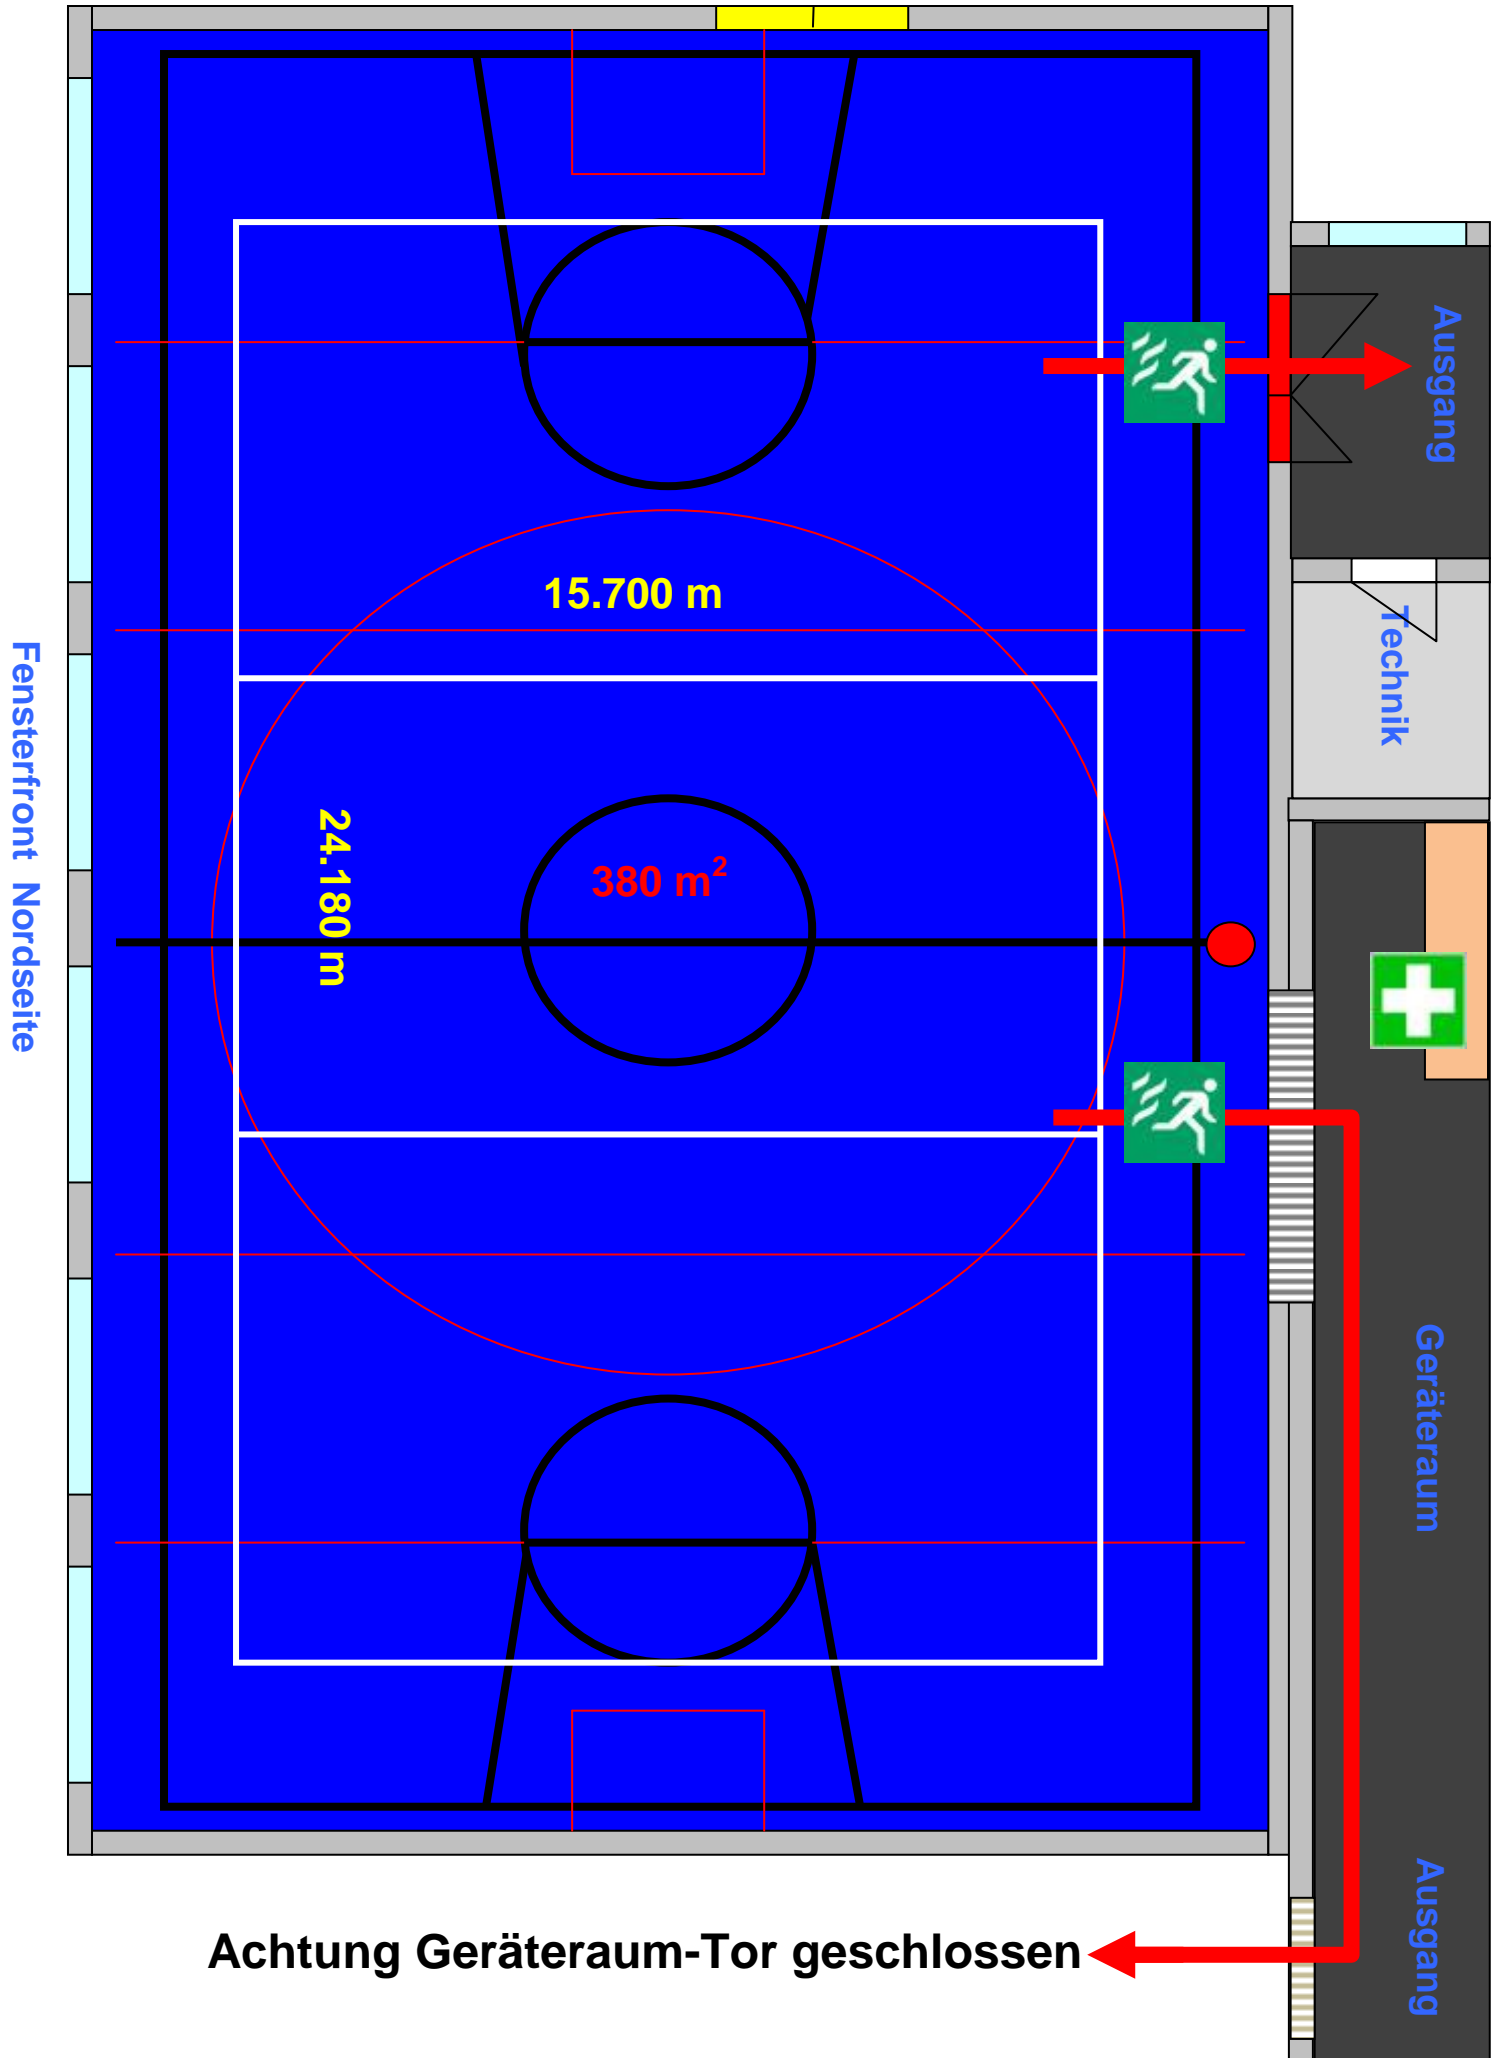 Ausgang
15.700 m
Technik
Fensterfront Nordseite
24.180 m
380 m²
Geräteraum
Ausgang
Achtung Geräteraum-Tor geschlossen